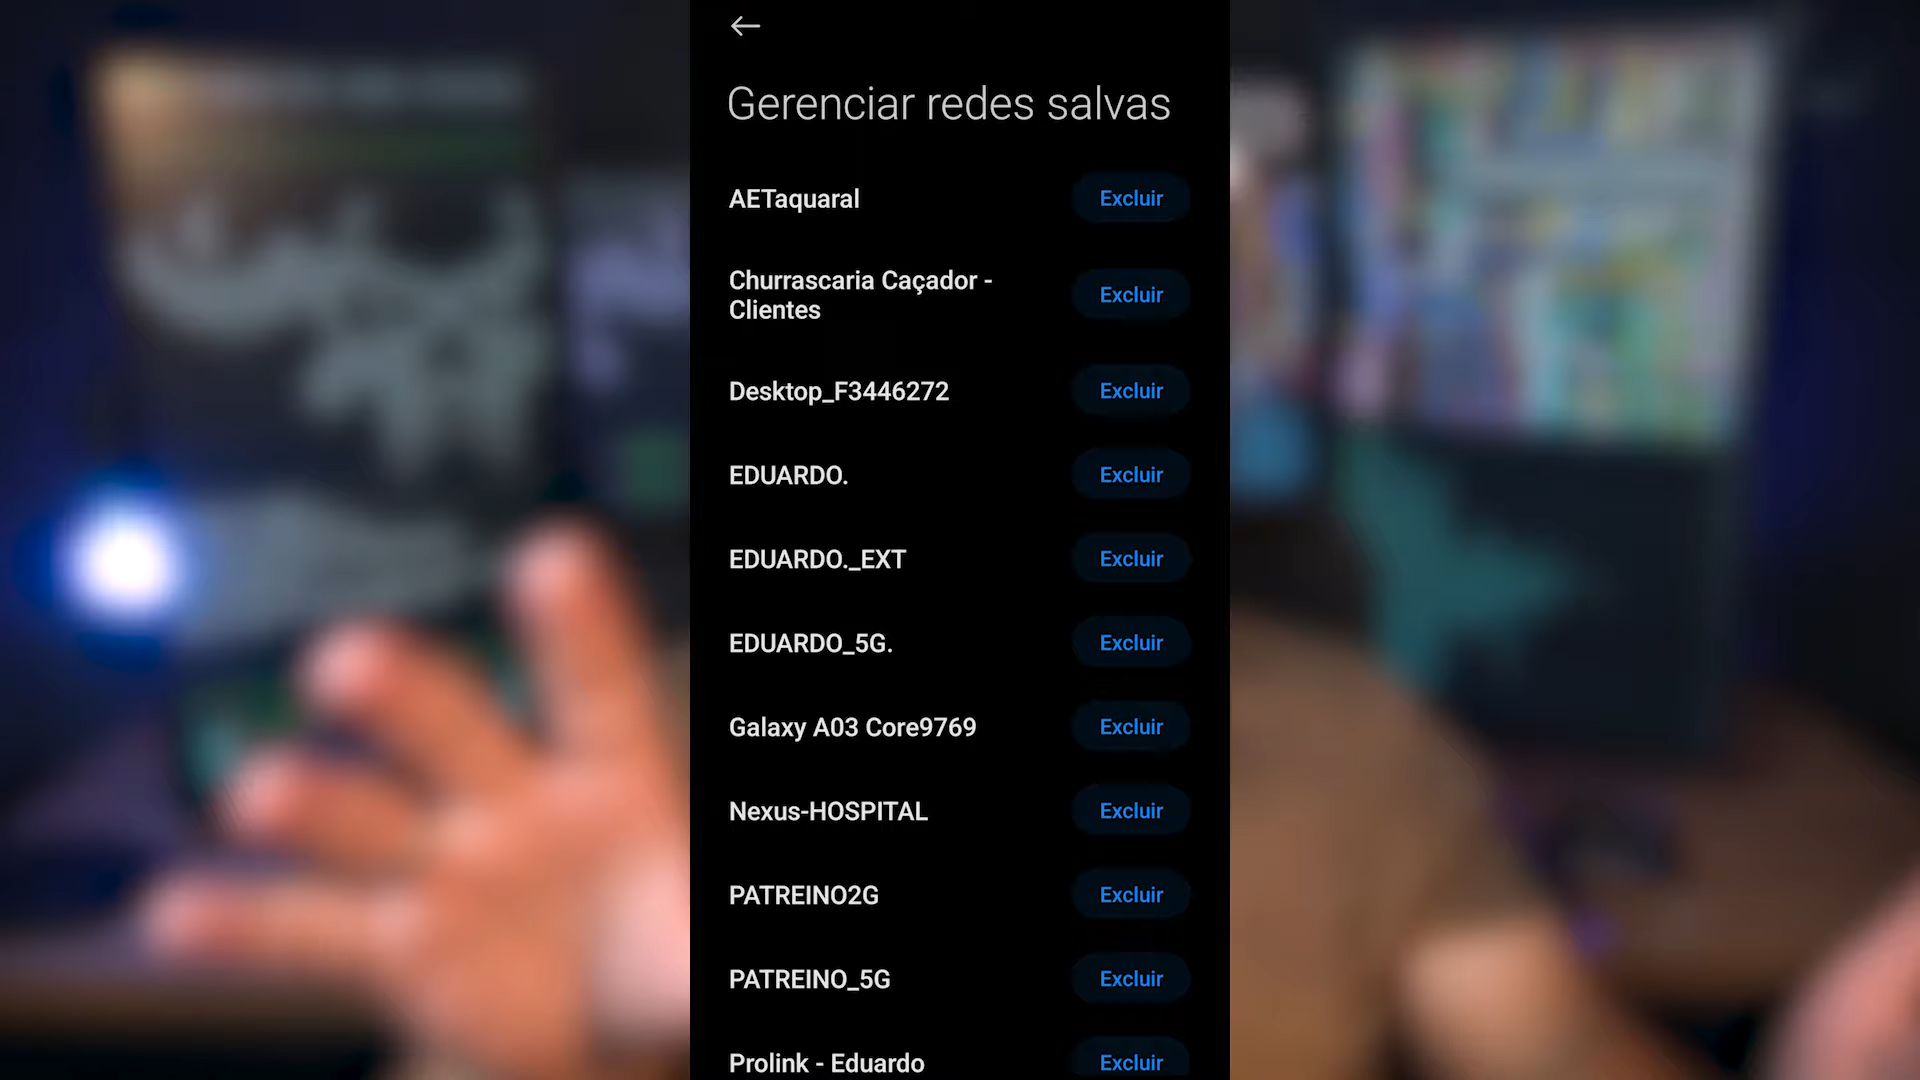 Gerenciar redes salvas
AETaquaral
Excluir
Churrascaria Caçador -
Clientes
Excluir
Desktop_F3446272
Excluir
EDUARDO.
Excluir
EDUARDO._EXT
Excluir
EDUARDO_5G.
Excluir
Galaxy A03 Core9769
Excluir
Nexus-HOSPITAL
Excluir
PATREINO2G
Excluir
PATREINO_5G
Excluir
Prolink - Eduardo
Excluir